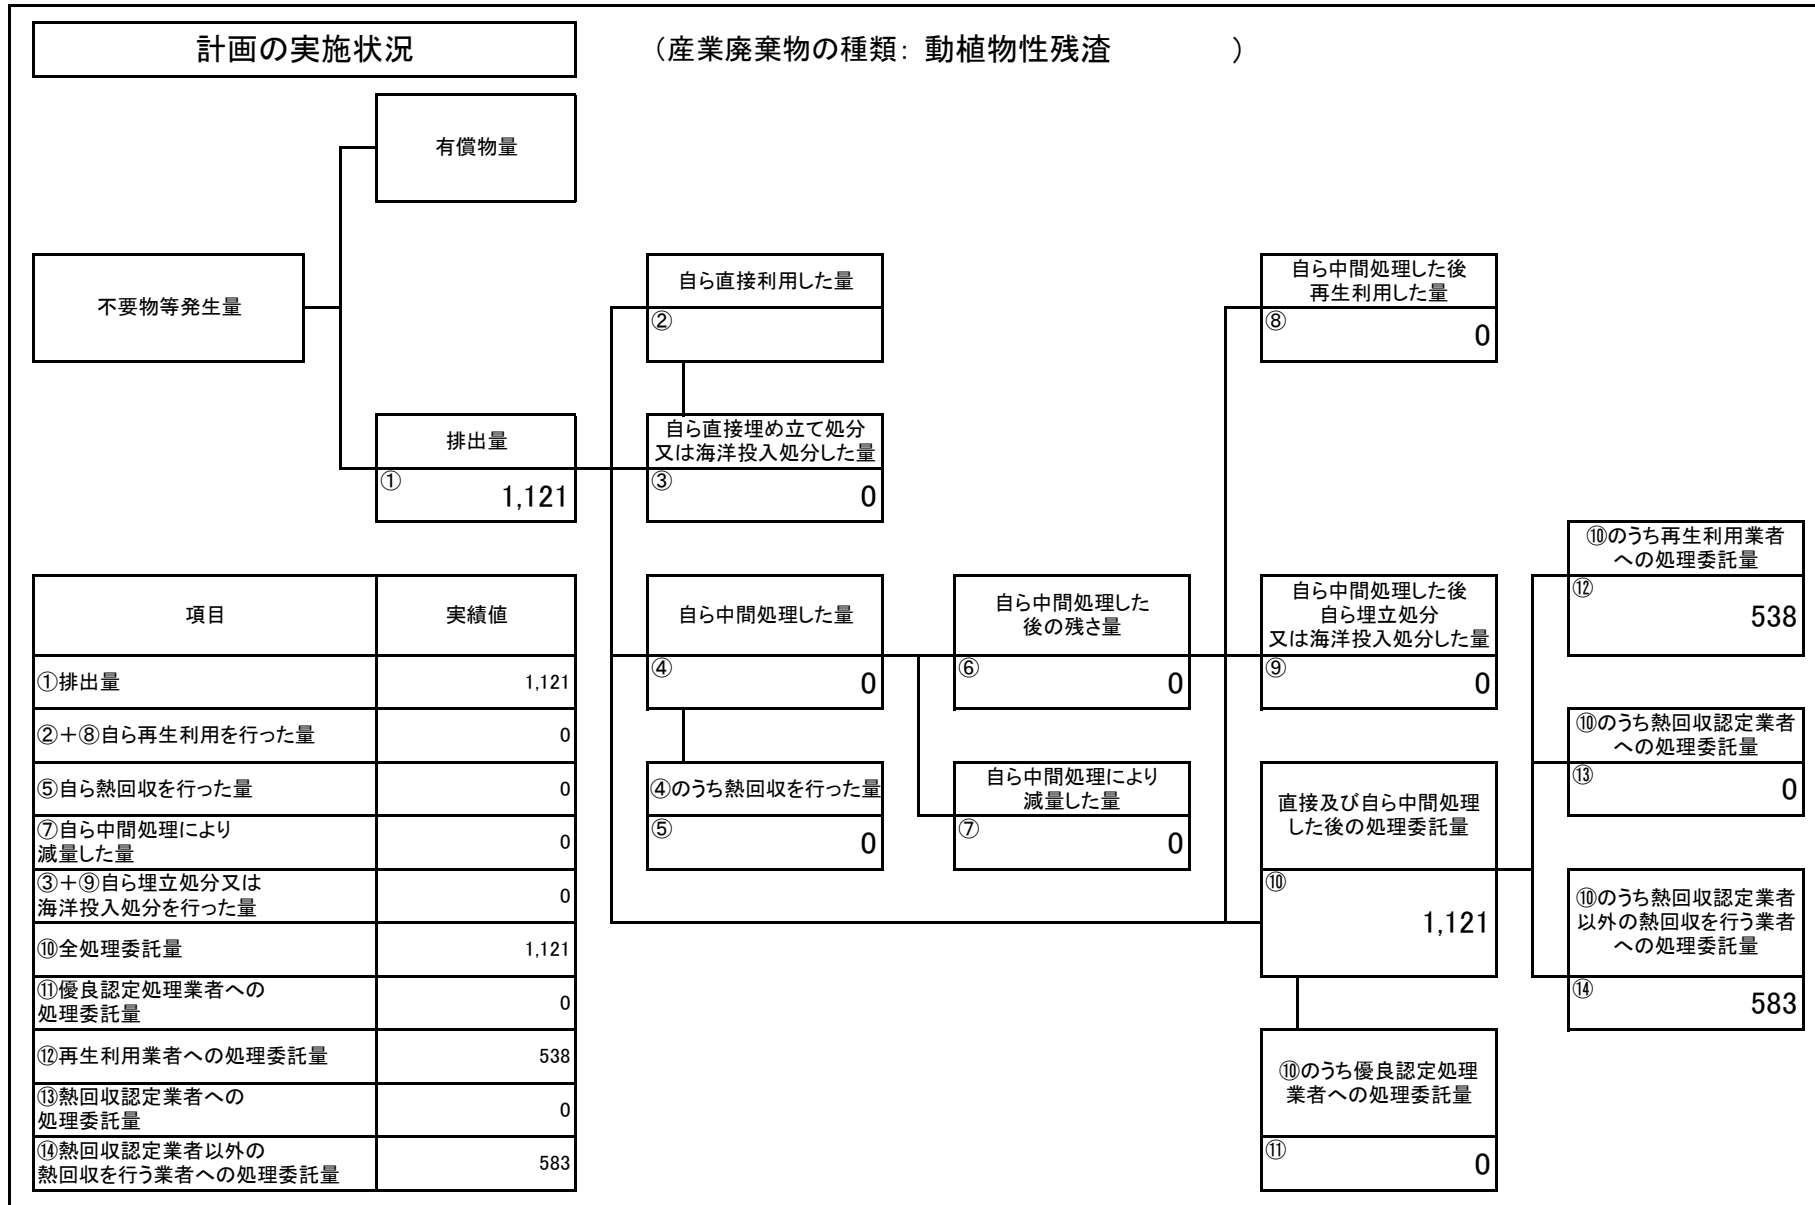 計画の実施状況
（産業廃棄物の種類： 動植物性残渣 ）
有償物量
不要物等発生量
自ら直接利用した量
②
自ら中間処理した後
再生利用した量
⑧
0
排出量
①
1,121
自ら直接埋め立て処分
又は海洋投入処分した量
③
0
⑩のうち再生利用業者
への処理委託量
⑫
538
自ら中間処理した量
④
0
自ら中間処理した
後の残さ量
⑥
0
自ら中間処理した後
自ら埋立処分
又は海洋投入処分した量
⑨
0
⑩のうち熱回収認定業者
への処理委託量
⑬
0
④のうち熱回収を行った量
⑤
0
自ら中間処理により
減量した量
⑦
0
直接及び自ら中間処理
した後の処理委託量
⑩
1,121
⑩のうち熱回収認定業者
以外の熱回収を行う業者
への処理委託量
⑭
583
⑩のうち優良認定処理
業者への処理委託量
⑪
0
項目 実績値
①排出量 1,121
②＋⑧自ら再生利用を行った量 0
⑤自ら熱回収を行った量 0
⑦自ら中間処理により
減量した量 0
③＋⑨自ら埋立処分又は
海洋投入処分を行った量 0
⑩全処理委託量 1,121
⑪優良認定処理業者への
処理委託量 0
⑫再生利用業者への処理委託量 538
⑬熱回収認定業者への
処理委託量 0
⑭熱回収認定業者以外の
熱回収を行う業者への処理委託量 583